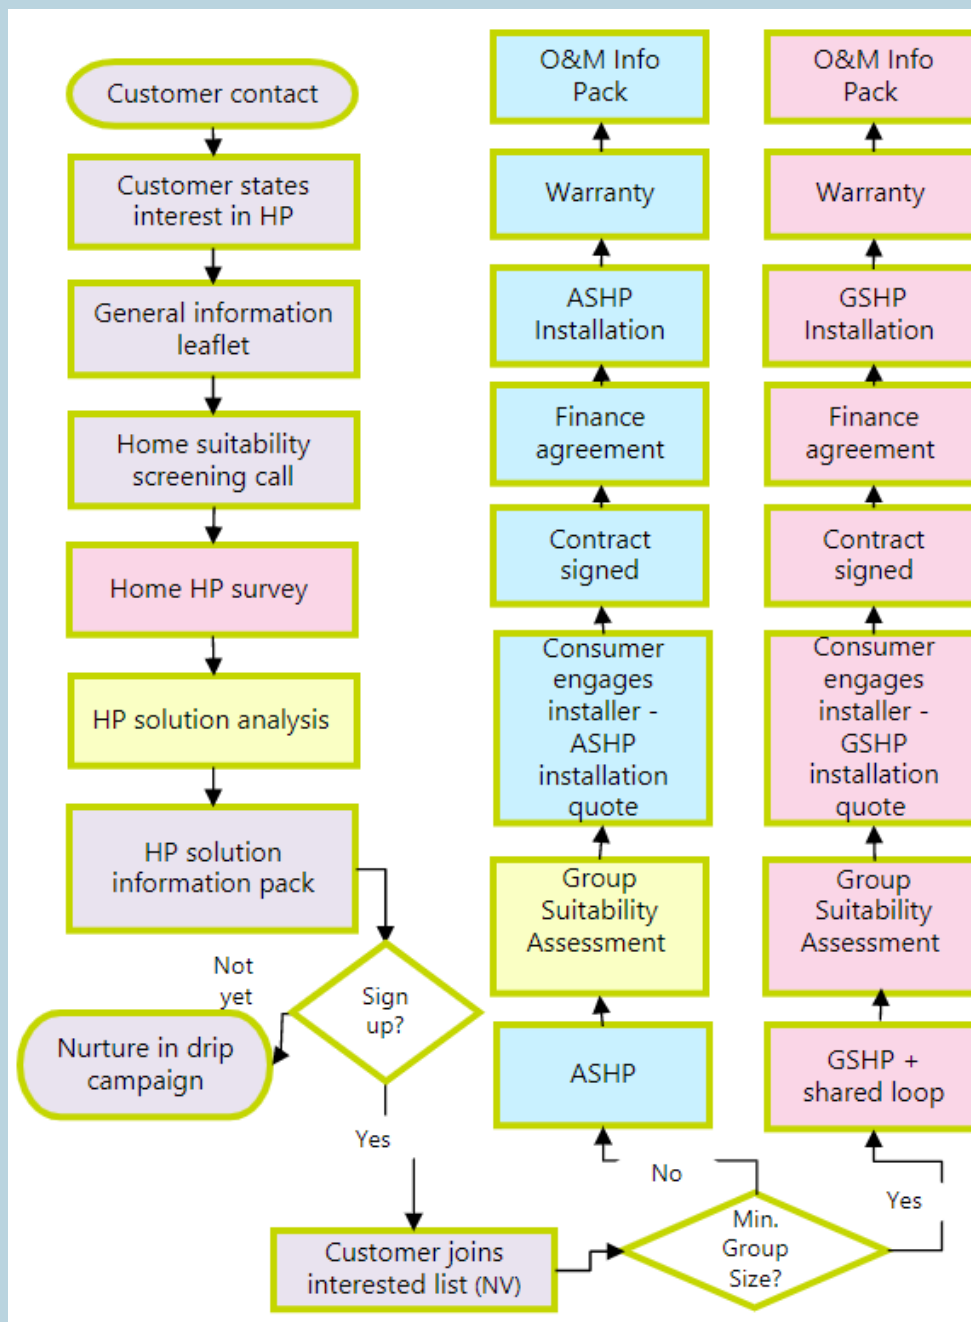 Customer contact
Customer states
interest in HP
General information
leaflet
Home suitability
screening call
Home HP survey
HP solution analysis
HP solution
information pack
Not
yet
Sign
up?
Nurture in drip
campaign
Yes
Customer joins
interested list (NV)
Min.
Group
Size?
No
Yes
ASHP
Group
Suitability
Assessment
Consumer
engages
installer -
ASHP
installation
quote
Contract
signed
Finance
agreement
ASHP
Installation
Warranty
O&M Info
Pack
GSHP +
shared loop
Group
Suitability
Assessment
Consumer
engages
installer -
GSHP
installation
quote
Contract
signed
Finance
agreement
GSHP
Installation
Warranty
O&M Info
Pack